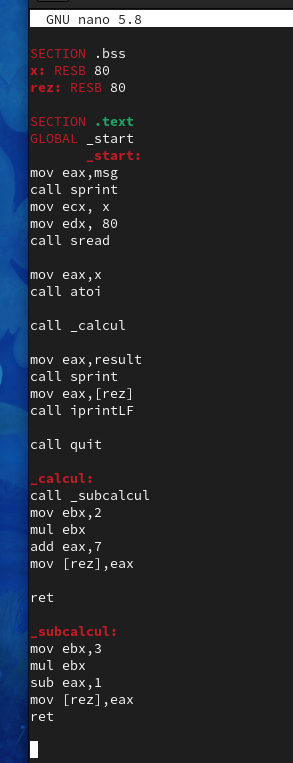 GNU nano 5.8
SECTION .bss
x: RESB 80
rez: RESB 80
SECTION .text
GLOBAL _start
_start:
mov eax,msg
call sprint
mov ecx, x
mov edx, 80
call sread
mov eax,x
call atoi
call _calcul
mov eax,result
call sprint
mov eax,[rez]
call iprintLF
call quit
_calcul:
call _subcalcul
mov ebx,2
mul ebx
add eax,7
mov [rez],eax
ret
_subcalcul:
mov ebx,3
mul ebx
sub eax,1
mov [rez],eax
ret